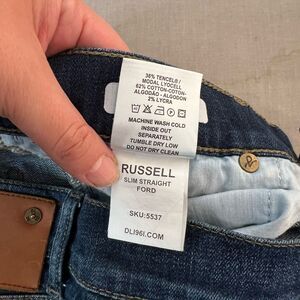 36% TENCEL /
MODAL LYOCELL
62% COTTON-COTON-
ALGODÃO - ALGODON
2% LYCRA
MACHINE WASH COLD
INSIDE OUT
SEPARATELY
TUMBLE DRY LOW
DO NOT DRY CLEAN
RUSSELL
SLIM STRAIGHT
FORD
SKU:5537
DL1961.COM